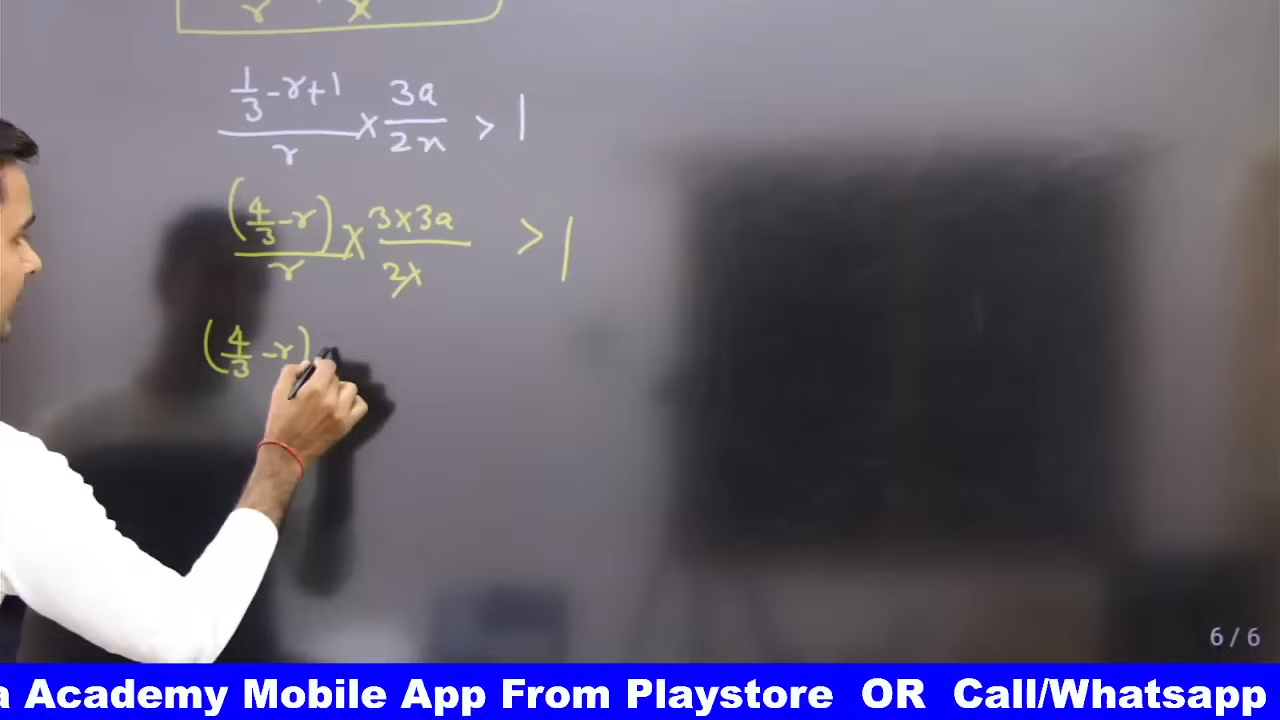 (1/3 - r + 1)/r × 3a/2x > 1
(4/3 - r)/r × (3×3a)/2x > 1
(4/3 - r)
6 / 6
a Academy Mobile App From Playstore OR Call/Whatsapp